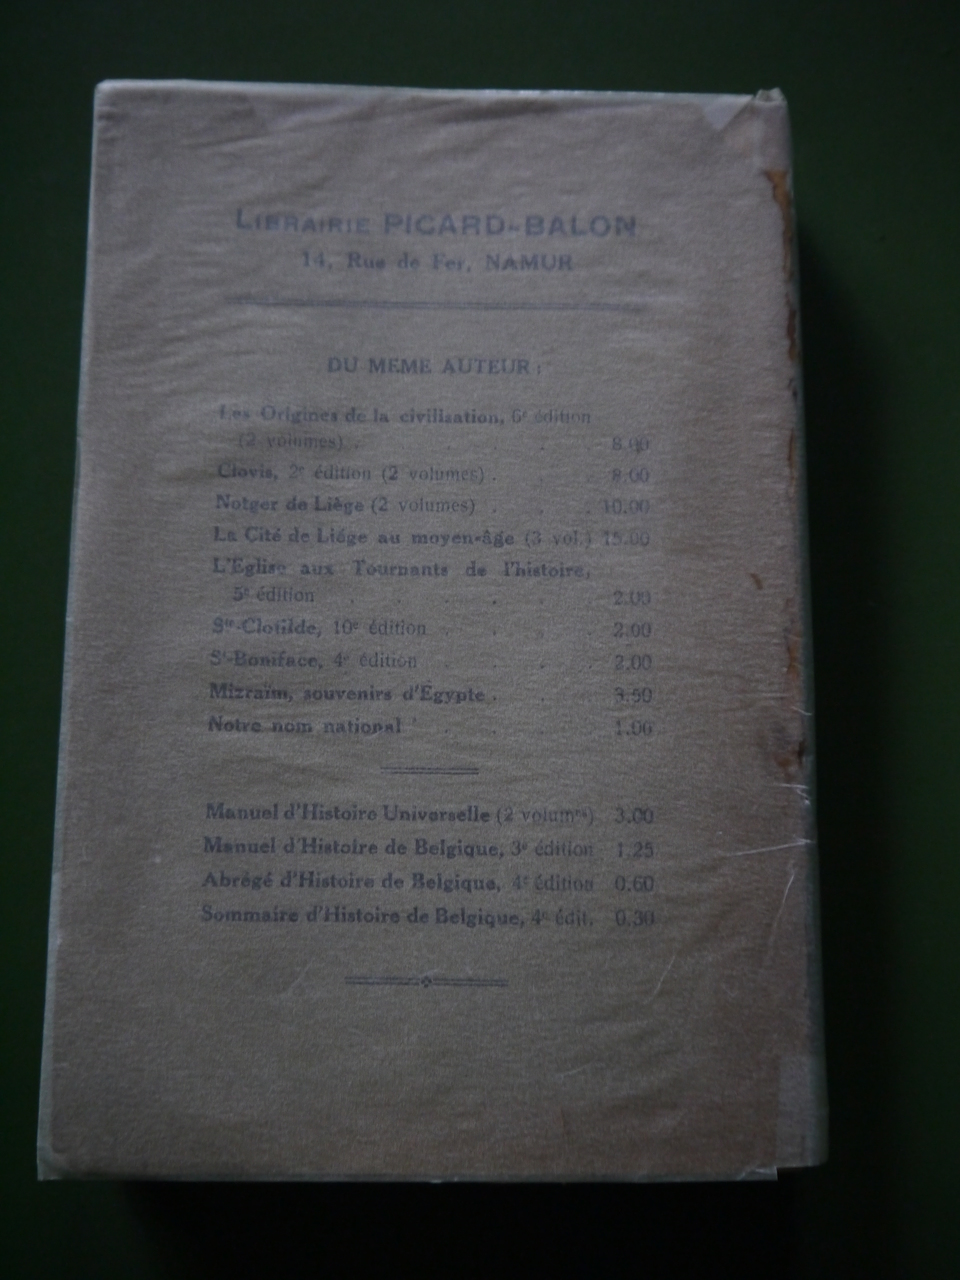 LIBRAIRIE PICARD-BALON
14, Rue de Fer, NAMUR
DU MEME AUTEUR :
Les Origines de la civilisation, 6e édition
(2 volumes) . . . . . 8.00
Clovis, 2e édition (2 volumes) . . . 8.00
Notger de Liège (2 volumes) . . . 10.00
La Cité de Liége au moyen-âge (3 vol.) 15.00
L'Eglise aux Tournants de l'histoire,
5e édition . . . . . . 2.00
Ste-Clotilde, 10e édition . . . . 2.00
St-Boniface, 4e édition . . . . 2.00
Mizraïm, souvenirs d'Egypte . . . 3.50
Notre nom national . . . . 1.00
Manuel d'Histoire Universelle (2 volumes) 3.00
Manuel d'Histoire de Belgique, 3e édition 1.25
Abrégé d'Histoire de Belgique, 4e édition 0.60
Sommaire d'Histoire de Belgique, 4e édit. 0.30